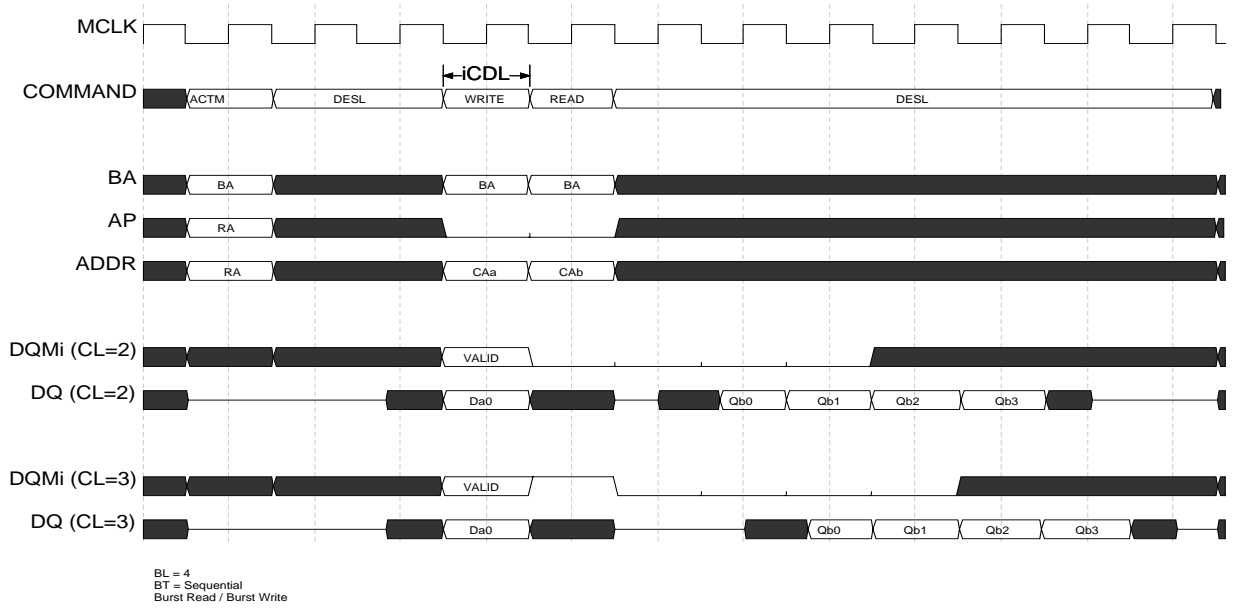 MCLK
iCDL
COMMAND ACTM DESL WRITE READ DESL
BA BA BA BA
AP RA
ADDR RA CAa CAb
DQMi (CL=2) VALID
DQ (CL=2) Da0 Qb0 Qb1 Qb2 Qb3
DQMi (CL=3) VALID
DQ (CL=3) Da0 Qb0 Qb1 Qb2 Qb3
BL = 4
BT = Sequential
Burst Read / Burst Write